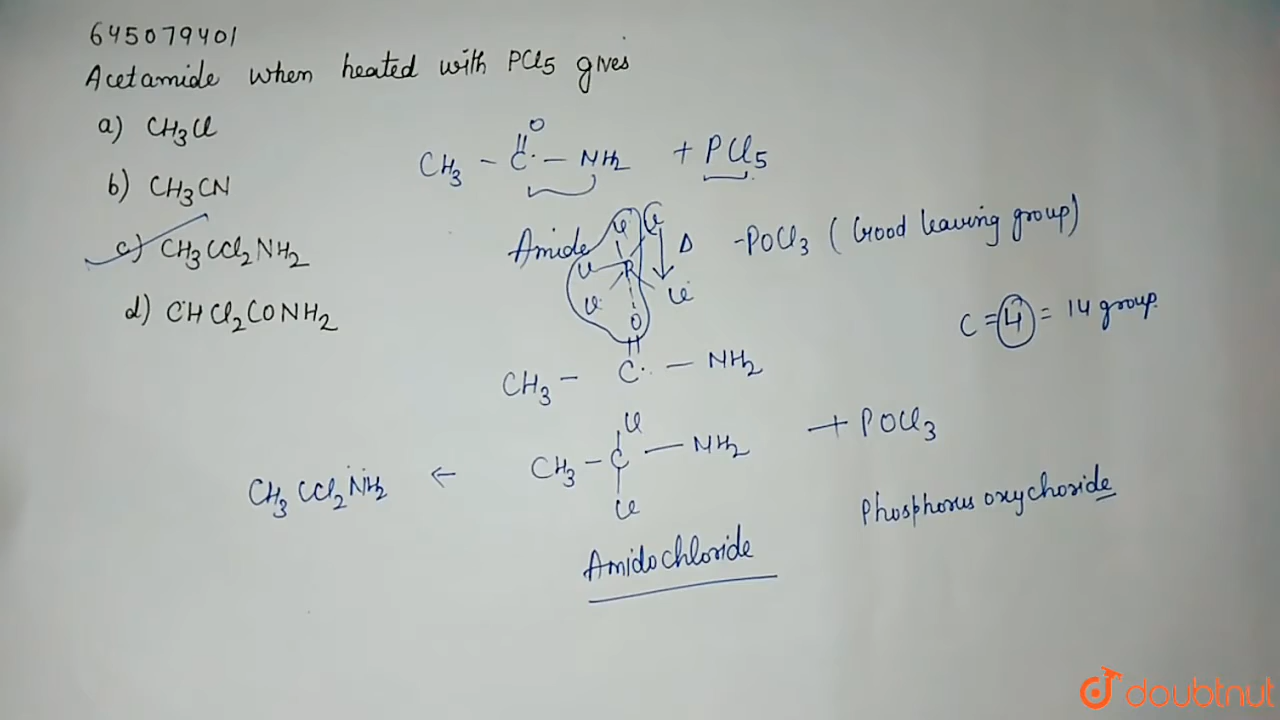 645079401
Acetamide when heated with PCl5 gives
a) CH3Cl
b) CH3CN
c) CH3CCl2NH2
d) CHCl2CONH2
O
CH3 - C - NH2 + PCl5
Amide
Cl Cl
Δ -POCl3 (Good leaving group)
Cl P
Cl Cl
O
C = 4 = 14 group.
CH3 - C - NH2
Cl
CH3 - C - NH2 + POCl3
CH3CCl2NH2 ←
Cl
Phosphorus oxychoride
Amidochloride
doubtnut